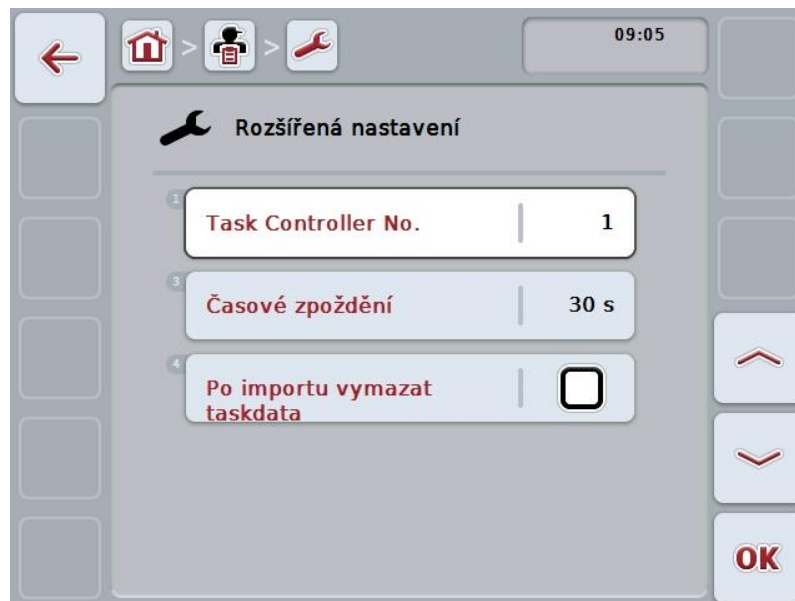 > >
09:05
Rozšířená nastavení
1
Task Controller No.
1
3
Časové zpoždění
30 s
4
Po importu vymazat
taskdata
OK